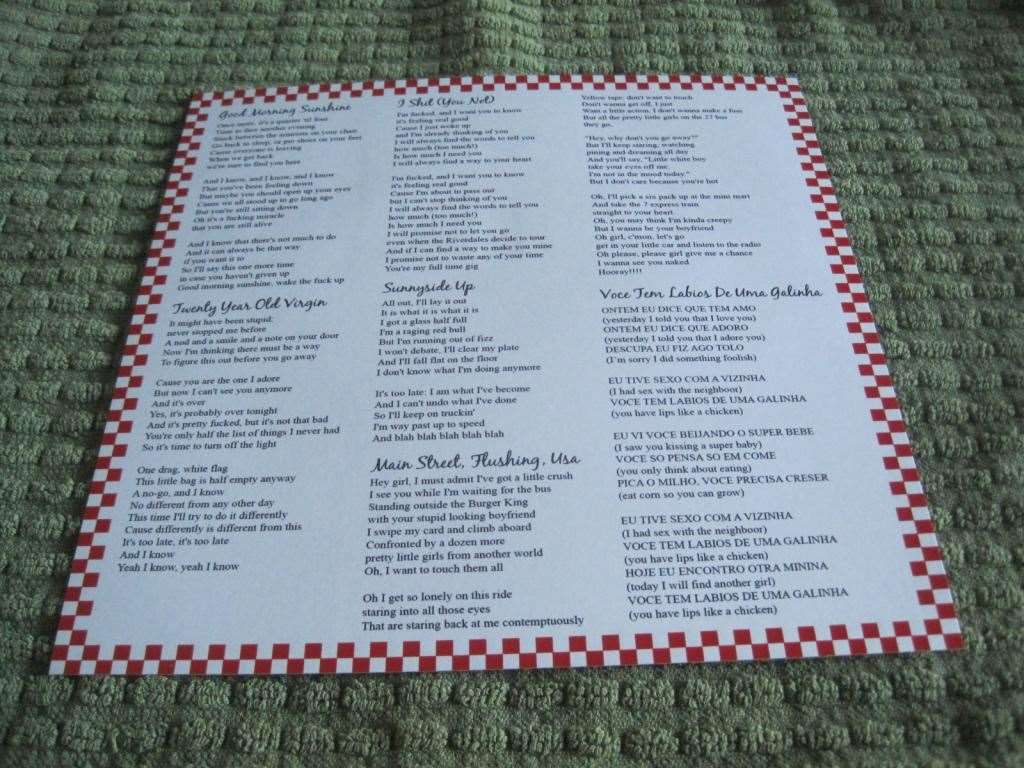 Good Morning Sunshine
Once more, it's a quarter 'til four
Time to flee another evening
Stuck between the moments on your chair
Go back to sleep, or put shoes on your feet
Cause everyone is leaving
When we get back
we're sure to find you here
And I know, and I know, and I know
That you've been feeling down
But maybe you should open up your eyes
Cause we all stood up to go long ago
But you're still sitting down
Oh it's a fucking miracle
that you are still alive
And I know that there's not much to do
And it can always be that way
if you want it to
So I'll say this one more time
in case you haven't given up
Good morning sunshine, wake the fuck up
Twenty Year Old Virgin
It might have been stupid;
never stopped me before
A nod and a smile and a note on your door
Now I'm thinking there must be a way
To figure this out before you go away
Cause you are the one I adore
But now I can't see you anymore
And it's over
Yes, it's probably over tonight
And it's pretty fucked, but it's not that bad
You're only half the list of things I never had
So it's time to turn off the light
One drag, white flag
This little bag is half empty anyway
A no-go, and I know
No different from any other day
This time I'll try to do it differently
Cause differently is different from this
It's too late, it's too late
And I know
Yeah I know, yeah I know
I Shit (You Not)
I'm fucked, and I want you to know
it's feeling real good
Cause I just woke up
and I'm already thinking of you
I will always find the words to tell you
how much (too much!)
Is how much I need you
I will always find a way to your heart
I'm fucked, and I want you to know
it's feeling real good
Cause I'm about to pass out
but I can't stop thinking of you
I will always find the words to tell you
how much (too much!)
Is how much I need you
I will promise not to let you go
even when the Riverdales decide to tour
And if I can find a way to make you mine
I promise not to waste any of your time
You're my full time gig
Sunnyside Up
All out, I'll lay it out
It is what it is what it is
I got a glass half full
I'm a raging red bull
But I'm running out of fizz
I won't debate, I'll clear my plate
And I'll fall flat on the floor
I don't know what I'm doing anymore
It's too late: I am what I've become
And I can't undo what I've done
So I'll keep on truckin'
I'm way past up to speed
And blah blah blah blah blah
Main Street, Flushing, Usa
Hey girl, I must admit I've got a little crush
I see you while I'm waiting for the bus
Standing outside the Burger King
with your stupid looking boyfriend
I swipe my card and climb aboard
Confronted by a dozen more
pretty little girls from another world
Oh, I want to touch them all
Oh I get so lonely on this ride
staring into all those eyes
That are staring back at me contemptuously
Yellow tape, don't want to touch
Don't wanna get off, I just
Want a little action, I don't wanna make a fuss
But all the pretty little girls on the 27 bus
they go,
"Hey, why don't you go away?"
But I'll keep staring, watching
pining and dreaming all day
And you'll say, "Little white boy
take your eyes off me.
I'm not in the mood today."
But I don't care because you're hot
Oh, I'll pick a six pack up at the mini mart
And take the 7 express train
straight to your heart
Oh, you may think I'm kinda creepy
But I wanna be your boyfriend
Oh girl, c'mon, let's go
get in your little car and listen to the radio
Oh please, please girl give me a chance
I wanna see you naked
Hooray!!!!
Voce Tem Labios De Uma Galinha
ONTEM EU DICE QUE TEM AMO
(yesterday I told you that I love you)
ONTEM EU DICE QUE ADORO
(yesterday I told you that I adore you)
DESCUPA EU FIZ AGO TOLO
(I'm sorry I did something foolish)
EU TIVE SEXO COM A VIZINHA
(I had sex with the neighboor)
VOCE TEM LABIOS DE UMA GALINHA
(you have lips like a chicken)
EU VI VOCE BEIJANDO O SUPER BEBE
(I saw you kissing a super baby)
VOCE SO PENSA SO EM COME
(you only think about eating)
PICA O MILHO, VOCE PRECISA CRESER
(eat corn so you can grow)
EU TIVE SEXO COM A VIZINHA
(I had sex with the neighboor)
VOCE TEM LABIOS DE UMA GALINHA
(you have lips like a chicken)
HOJE EU ENCONTRO OTRA MININA
(today I will find another girl)
VOCE TEM LABIOS DE UMA GALINHA
(you have lips like a chicken)